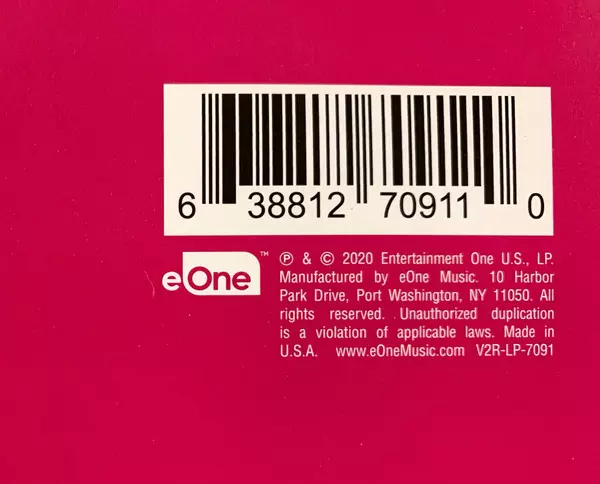 6 38812 70911 0
eOne™
℗ & © 2020 Entertainment One U.S., LP.
Manufactured by eOne Music. 10 Harbor
Park Drive, Port Washington, NY 11050. All
rights reserved. Unauthorized duplication
is a violation of applicable laws. Made in
U.S.A. www.eOneMusic.com V2R-LP-7091